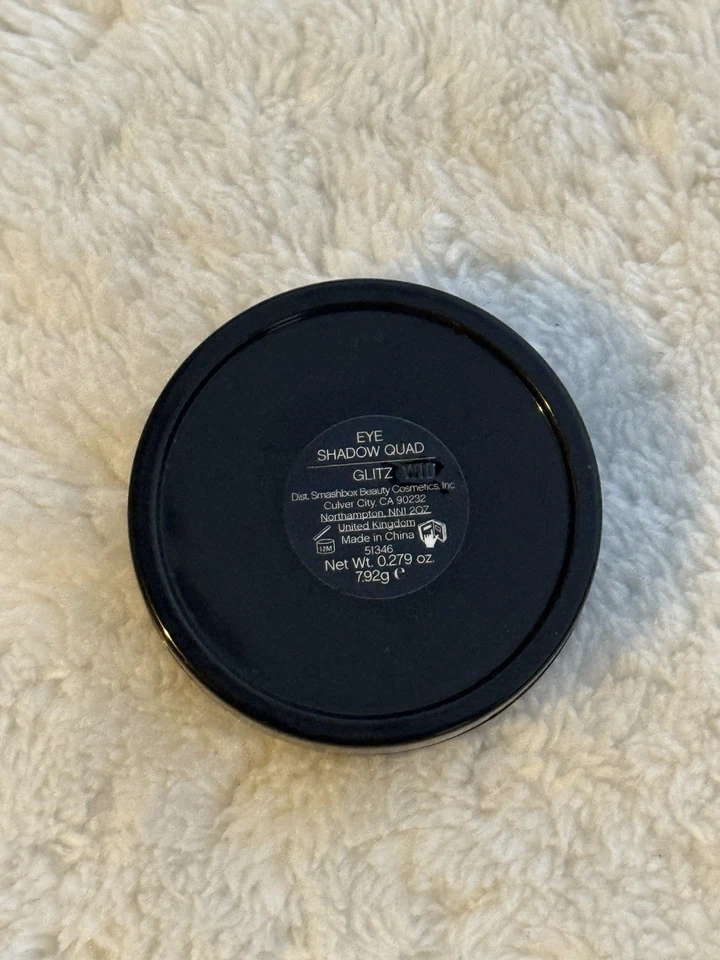 EYE
SHADOW QUAD
GLITZ
Dist. Smashbox Beauty Cosmetics, Inc
Culver City, CA 90232
Northampton, NN1 2QZ
United Kingdom
12M
Made in China
51346
Net Wt. 0.279 oz.
7.92g ℮